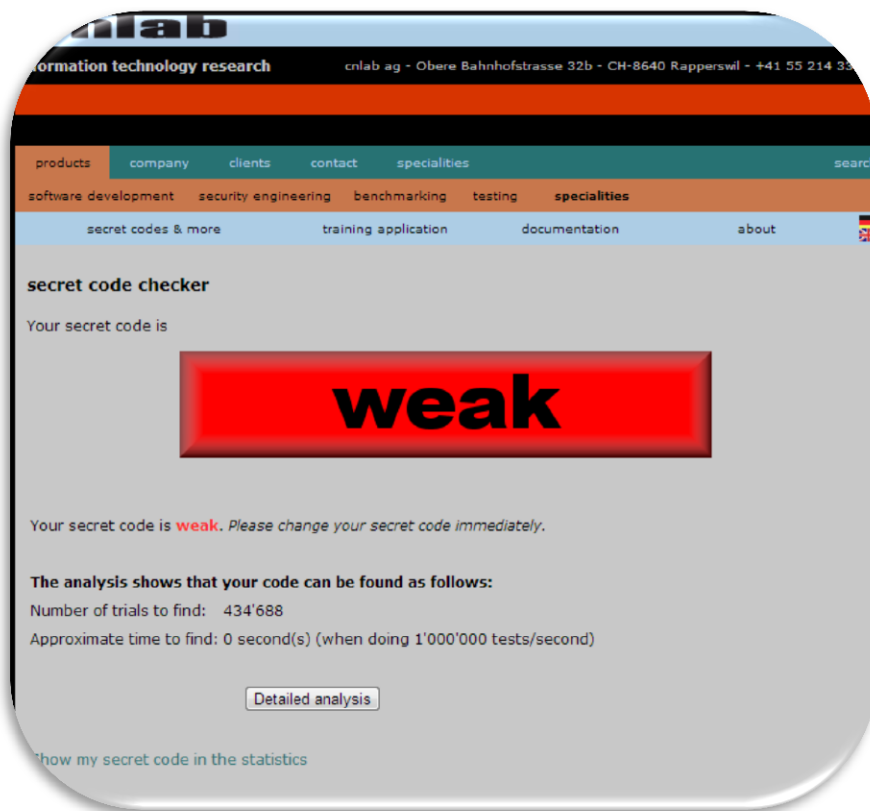 information technology research cnlab ag - Obere Bahnhofstrasse 32b - CH-8640 Rapperswil - +41 55 214 33
products company clients contact specialities search
software development security engineering benchmarking testing specialities
secret codes & more training application documentation about
secret code checker
Your secret code is
weak
Your secret code is weak. Please change your secret code immediately.
The analysis shows that your code can be found as follows:
Number of trials to find: 434'688
Approximate time to find: 0 second(s) (when doing 1'000'000 tests/second)
Detailed analysis
Show my secret code in the statistics